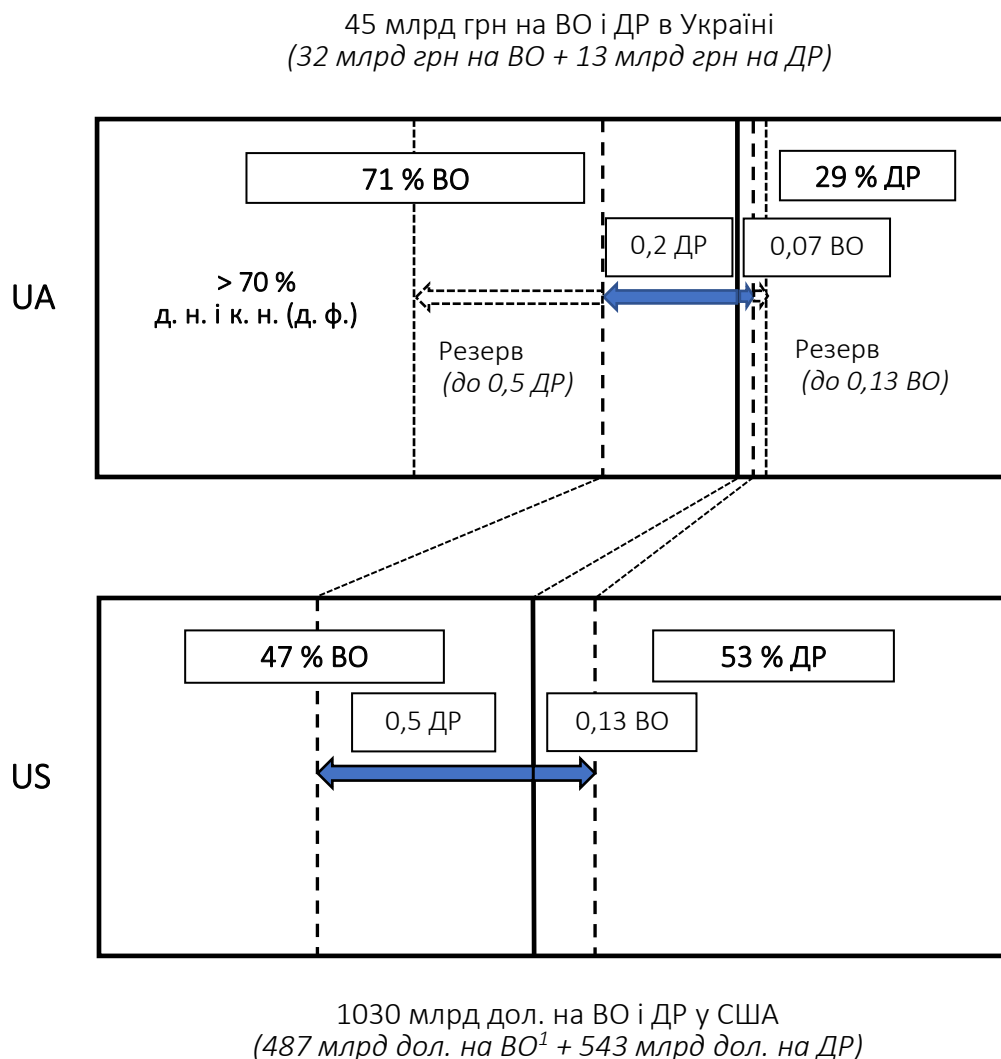 45 млрд грн на ВО і ДР в Україні
(32 млрд грн на ВО + 13 млрд грн на ДР)
71 % ВО
29 % ДР
0,2 ДР
0,07 ВО
> 70 %
д. н. і к. н. (д. ф.)
UA
Резерв
(до 0,5 ДР)
Резерв
(до 0,13 ВО)
47 % ВО
53 % ДР
0,5 ДР
0,13 ВО
US
1030 млрд дол. на ВО і ДР у США
(487 млрд дол. на ВО¹ + 543 млрд дол. на ДР)